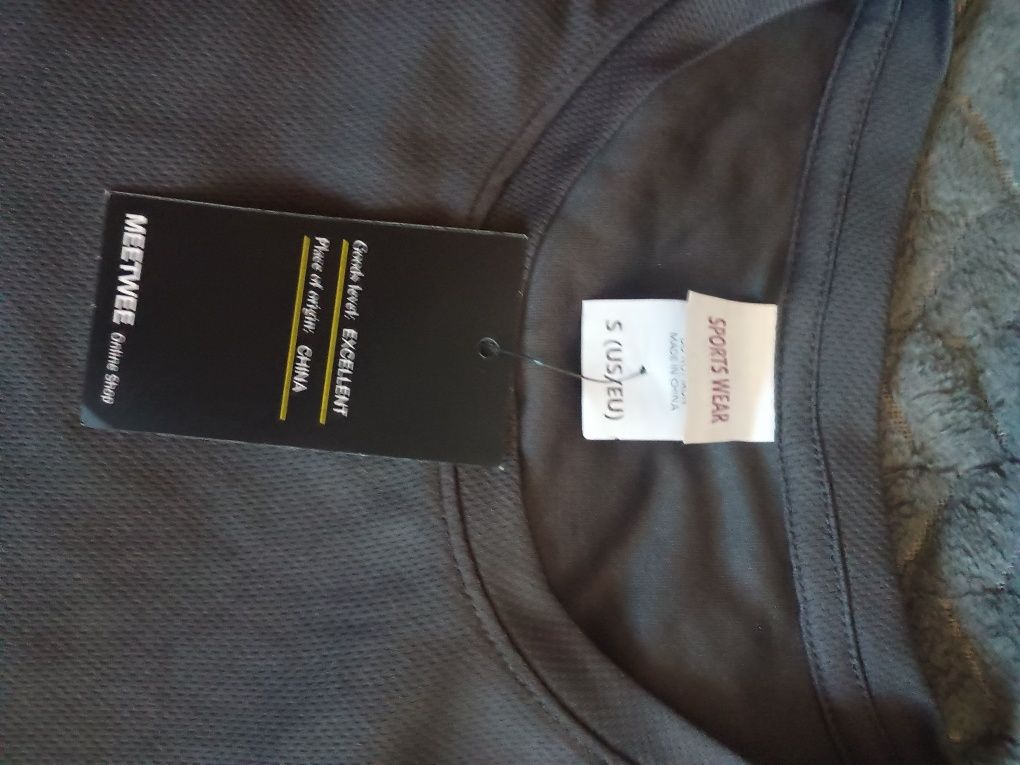 SPORTS WEAR
MADE IN CHINA
S (US/EU)
Goods level: EXCELLENT
Place of origin: CHINA
MEETWEE Online Shop